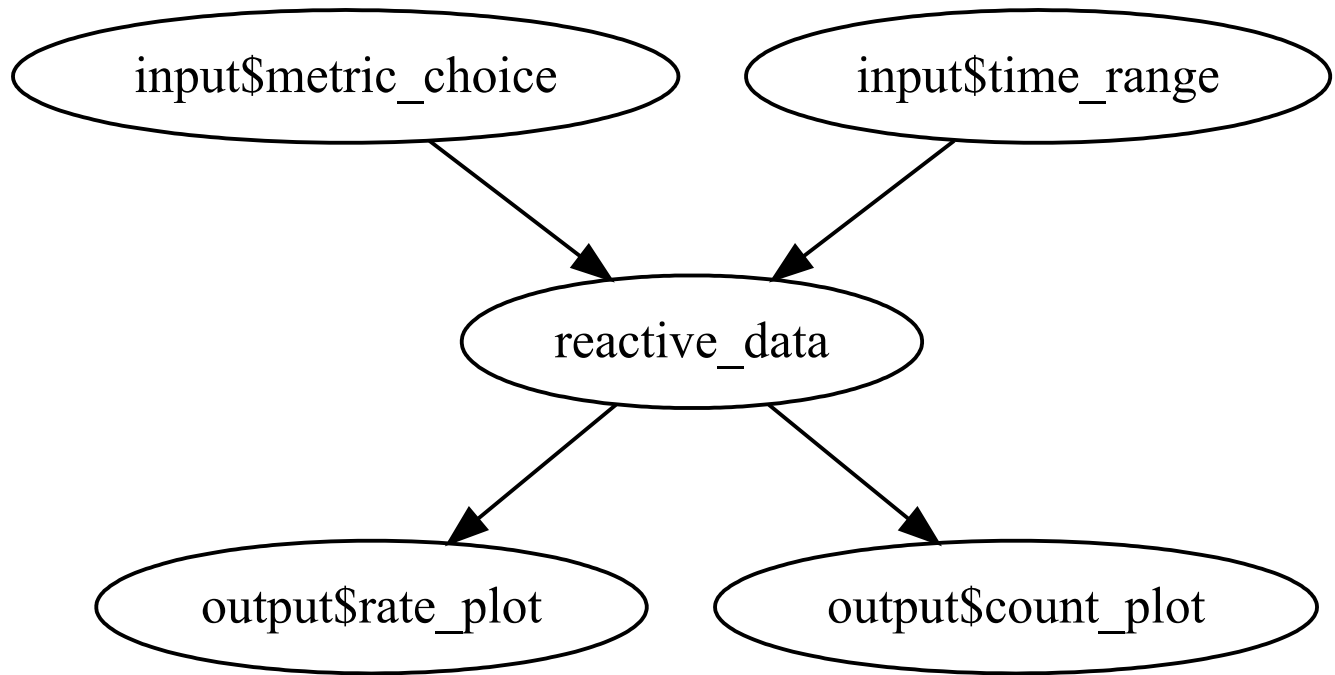 input$metric_choice
input$time_range
reactive_data
output$rate_plot
output$count_plot